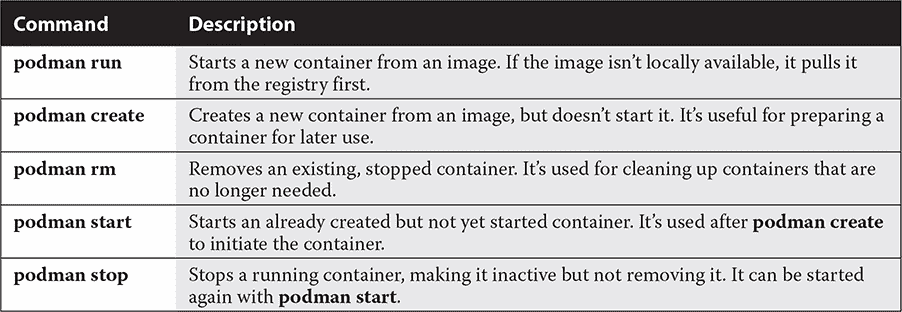 Command Description
podman run Starts a new container from an image. If the image isn’t locally available, it pulls it
from the registry first.
podman create Creates a new container from an image, but doesn’t start it. It’s useful for preparing a
container for later use.
podman rm Removes an existing, stopped container. It’s used for cleaning up containers that are
no longer needed.
podman start Starts an already created but not yet started container. It’s used after podman create
to initiate the container.
podman stop Stops a running container, making it inactive but not removing it. It can be started
again with podman start.